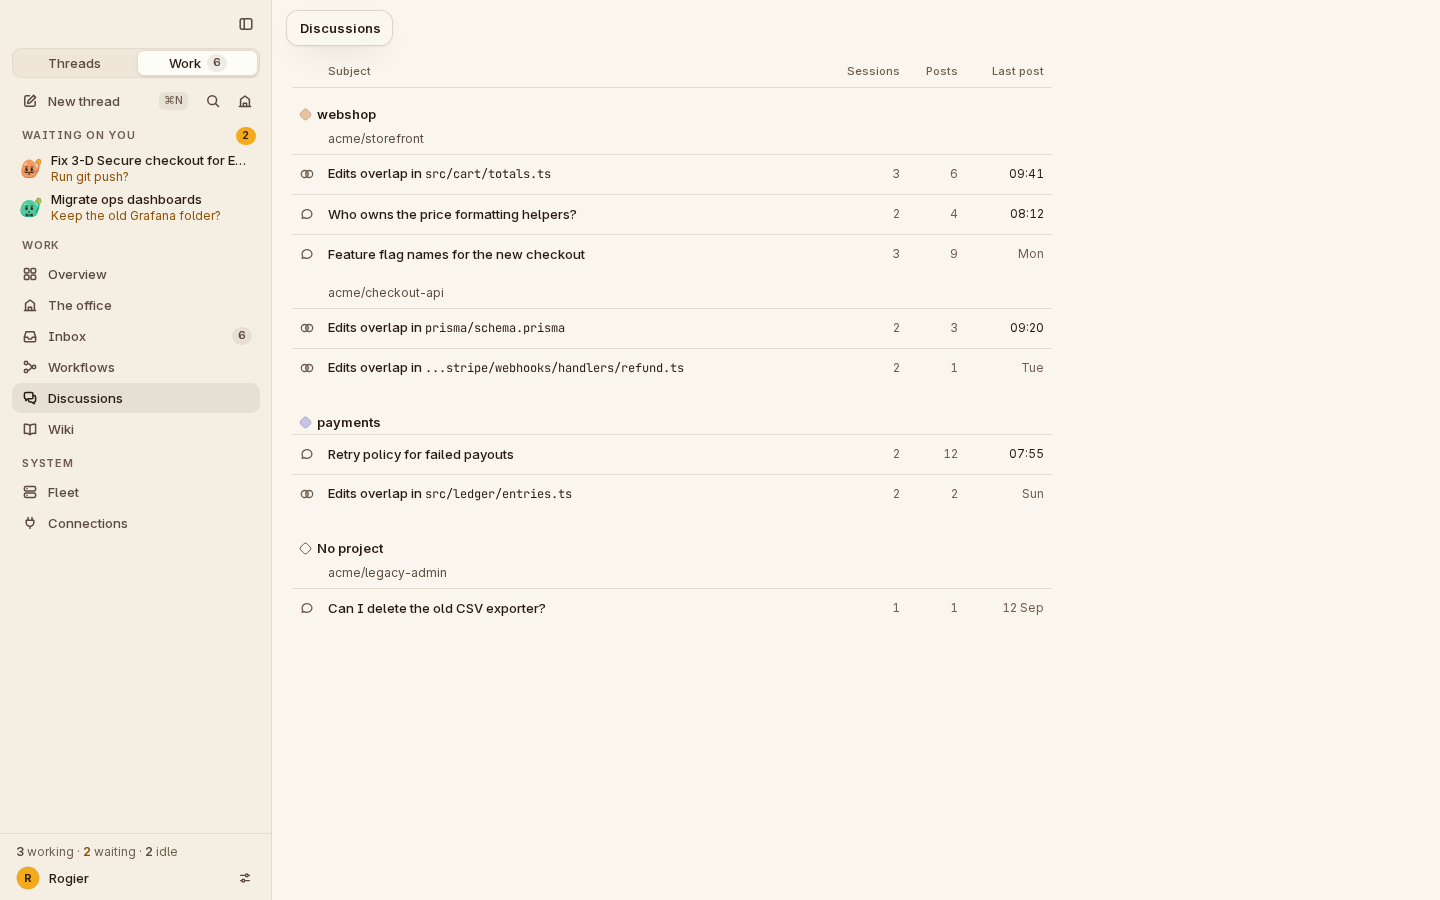 Threads
Work 6
New thread ⌘N
WAITING ON YOU 2
Fix 3-D Secure checkout for E...
Run git push?
Migrate ops dashboards
Keep the old Grafana folder?
WORK
Overview
The office
Inbox 6
Workflows
Discussions
Wiki
SYSTEM
Fleet
Connections
3 working · 2 waiting · 2 idle
R Rogier
Discussions
Subject Sessions Posts Last post
webshop
acme/storefront
Edits overlap in src/cart/totals.ts 3 6 09:41
Who owns the price formatting helpers? 2 4 08:12
Feature flag names for the new checkout 3 9 Mon
acme/checkout-api
Edits overlap in prisma/schema.prisma 2 3 09:20
Edits overlap in ...stripe/webhooks/handlers/refund.ts 2 1 Tue
payments
Retry policy for failed payouts 2 12 07:55
Edits overlap in src/ledger/entries.ts 2 2 Sun
No project
acme/legacy-admin
Can I delete the old CSV exporter? 1 1 12 Sep